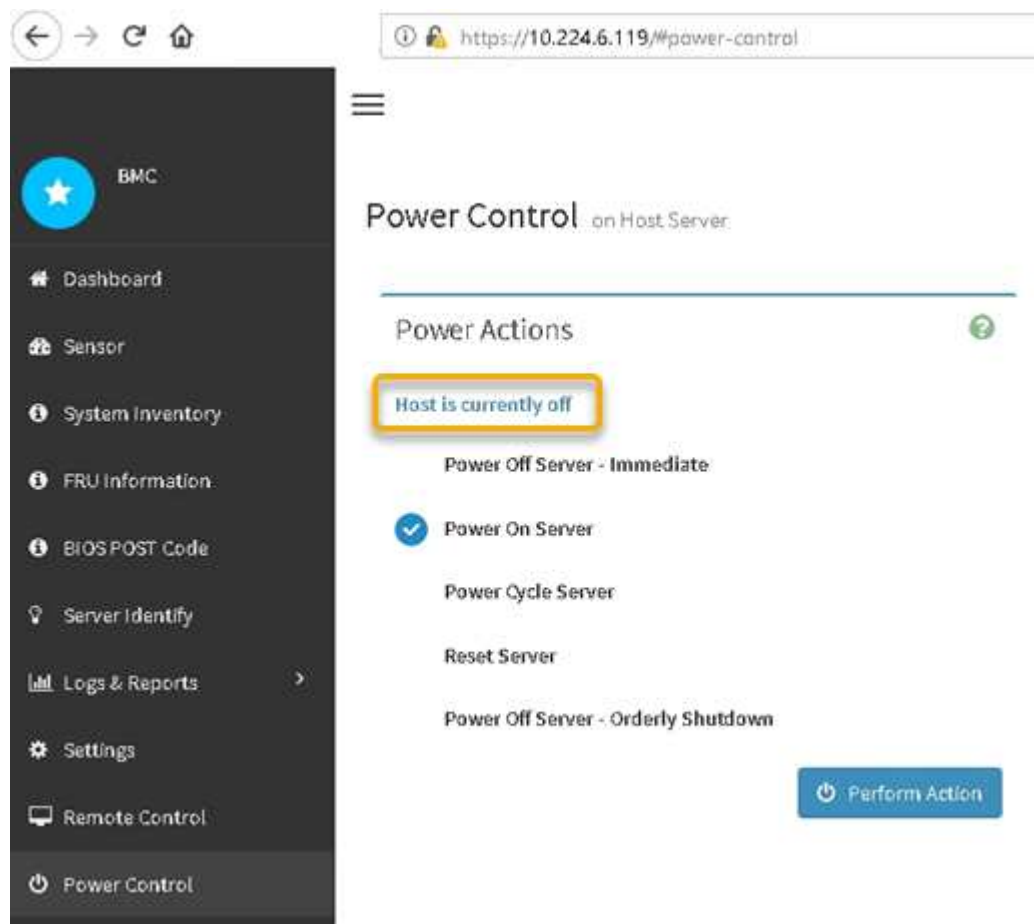 https://10.224.6.119/#power-control
BMC
Dashboard
Sensor
System Inventory
FRU Information
BIOS POST Code
Server Identify
Logs & Reports
Settings
Remote Control
Power Control
Power Control on Host Server
Power Actions
Host is currently off
Power Off Server - Immediate
Power On Server
Power Cycle Server
Reset Server
Power Off Server - Orderly Shutdown
Perform Action